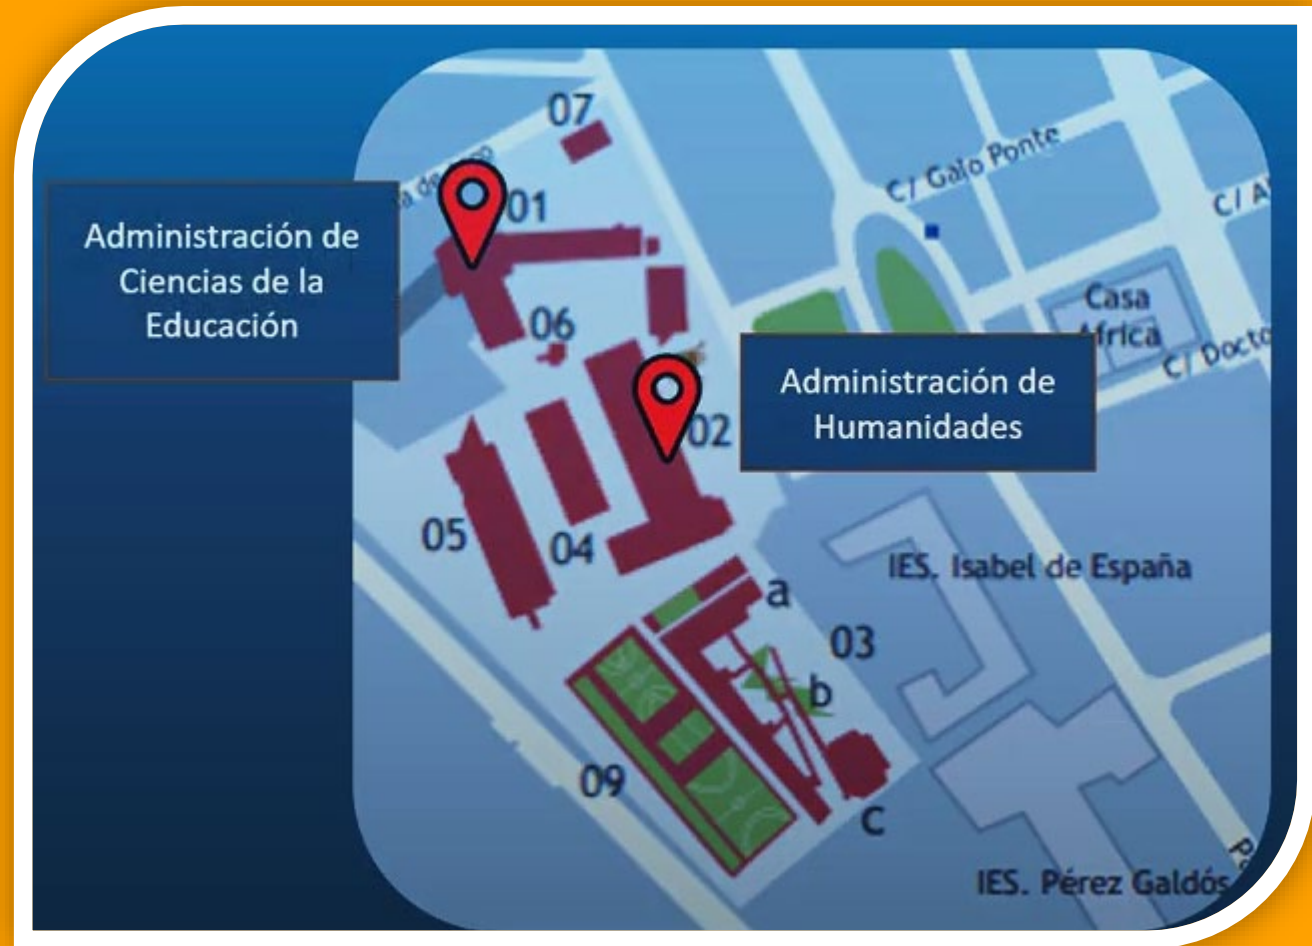 07
01
Administración de
Ciencias de la
Educación
06
C/ Galo Ponte
C/ A
Casa
África
C/ Docto
Administración de
Humanidades
02
05
04
IES. Isabel de España
a
03
b
09
c
IES. Pérez Galdós